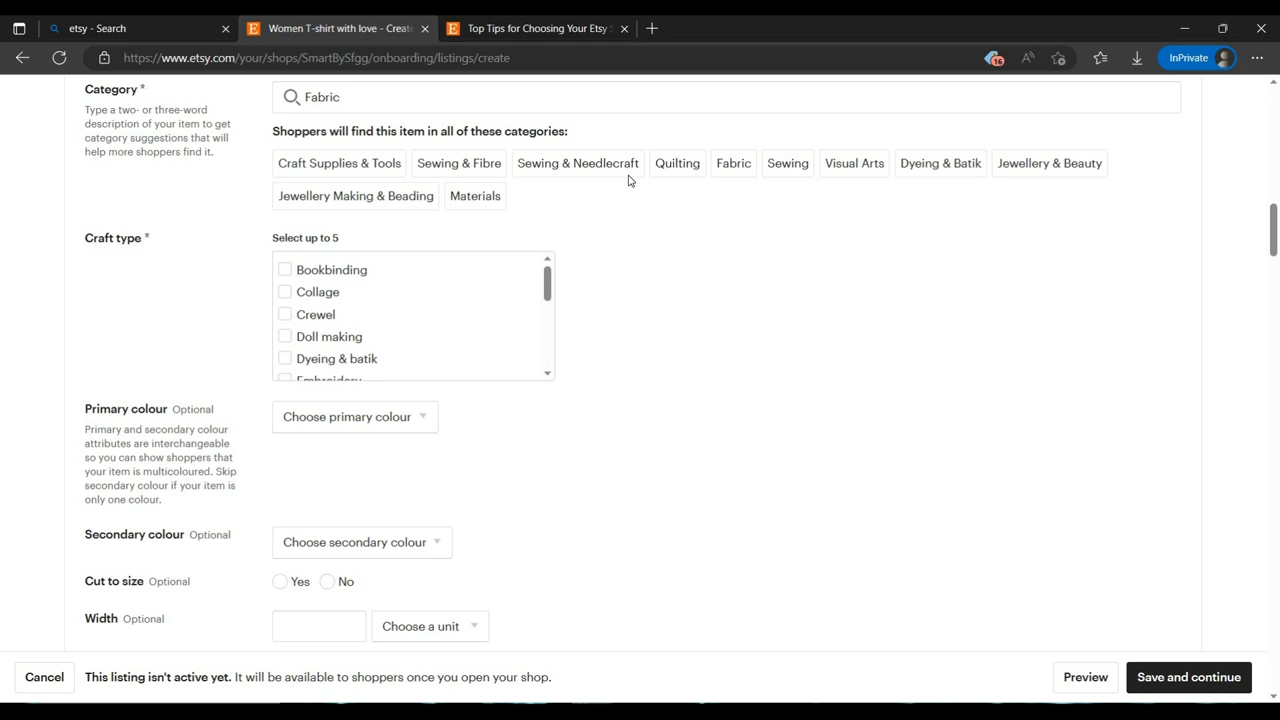 etsy - Search
Women T-shirt with love - Create
Top Tips for Choosing Your Etsy S
https://www.etsy.com/your/shops/SmartBySfgg/onboarding/listings/create
16
InPrivate
Category *
Fabric
Type a two- or three-word
description of your item to get
category suggestions that will
help more shoppers find it.
Shoppers will find this item in all of these categories:
Craft Supplies & Tools Sewing & Fibre Sewing & Needlecraft Quilting Fabric Sewing Visual Arts Dyeing & Batik Jewellery & Beauty
Jewellery Making & Beading Materials
Craft type * Select up to 5
Bookbinding
Collage
Crewel
Doll making
Dyeing & batik
Embroidery
Primary colour Optional Choose primary colour
Primary and secondary colour
attributes are interchangeable
so you can show shoppers that
your item is multicoloured. Skip
secondary colour if your item is
only one colour.
Secondary colour Optional Choose secondary colour
Cut to size Optional Yes No
Width Optional Choose a unit
Cancel This listing isn't active yet. It will be available to shoppers once you open your shop. Preview Save and continue